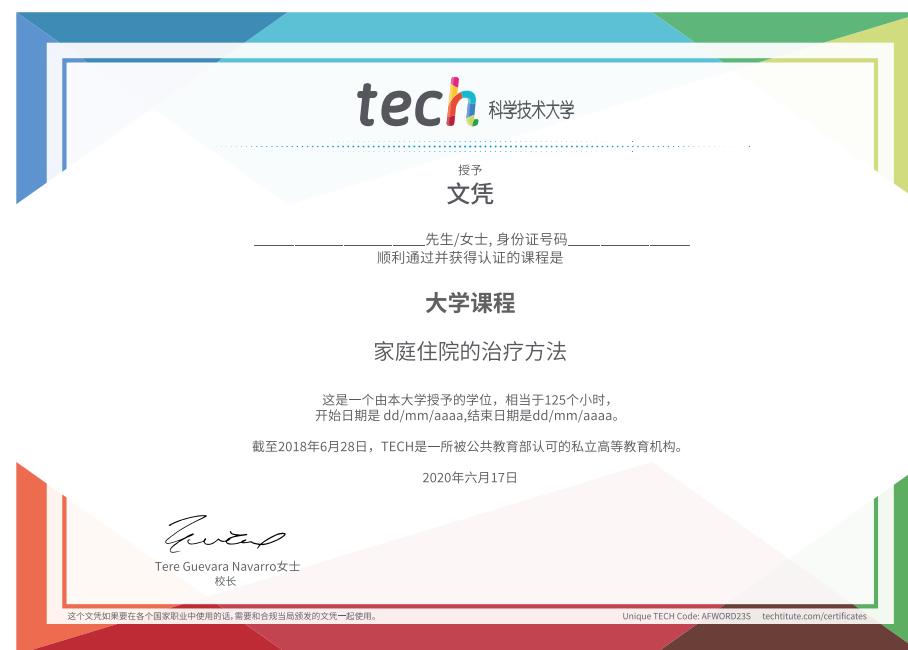 tech 科学技术大学
授予
文凭
先生/女士, 身份证号码
顺利通过并获得认证的课程是
大学课程
家庭住院的治疗方法
这是一个由本大学授予的学位，相当于125个小时，
开始日期是 dd/mm/aaaa,结束日期是dd/mm/aaaa。
截至2018年6月28日，TECH是一所被公共教育部认可的私立高等教育机构。
2020年六月17日
Tere Guevara Navarro女士
校长
这个文凭如果要在各个国家职业中使用的话,需要和合规当局颁发的文凭一起使用。
Unique TECH Code: AFWORD235 techtitute.com/certificates